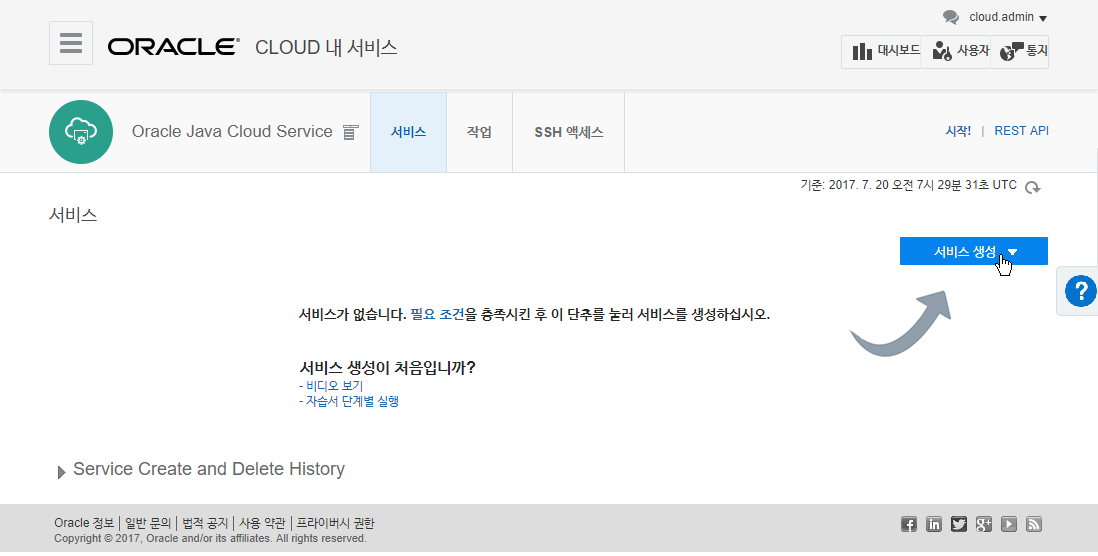 cloud.admin
ORACLE® CLOUD 내 서비스
대시보드 사용자 통지
Oracle Java Cloud Service 서비스 작업 SSH 액세스 시작! | REST API
기준: 2017. 7. 20 오전 7시 29분 31초 UTC
서비스
서비스 생성
?
서비스가 없습니다. 필요 조건을 충족시킨 후 이 단추를 눌러 서비스를 생성하십시오.
서비스 생성이 처음입니까?
- 비디오 보기
- 자습서 단계별 실행
Service Create and Delete History
Oracle 정보 | 일반 문의 | 법적 공지 | 사용 약관 | 프라이버시 권한
Copyright © 2017, Oracle and/or its affiliates. All rights reserved.